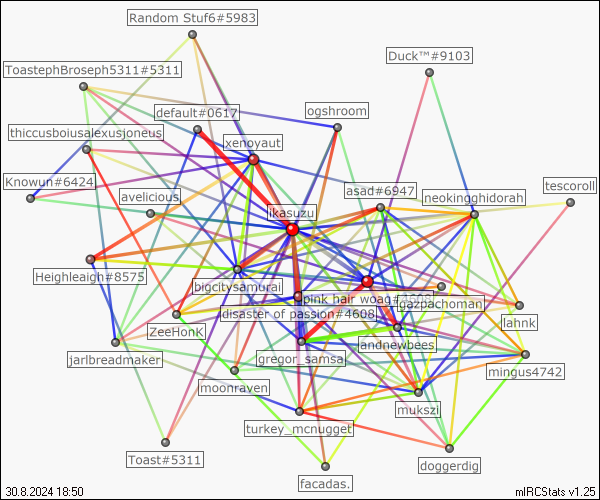 Random Stuf6#5983
Duck™#9103
ToastephBroseph5311#5311
default#0617
ogshroom
thiccusboiusalexusjoneus
xenoyaut
Knowun#6424
asad#6947
tescoroll
avelicious
neokingghidorah
ikasuzu
Heighleaigh#8575
bigcitysamurai
pink hair woag#
gazpachoman
disaster of passion#4608
lahnk
ZeeHonk
andnewbees
jarlbreadmaker
gregor_samsa
mingus4742
moonraven
mukszi
turkey_mcnugget
Toast#5311
doggerdig
facadas.
30.8.2024 18:50
mIRCStats v1.25